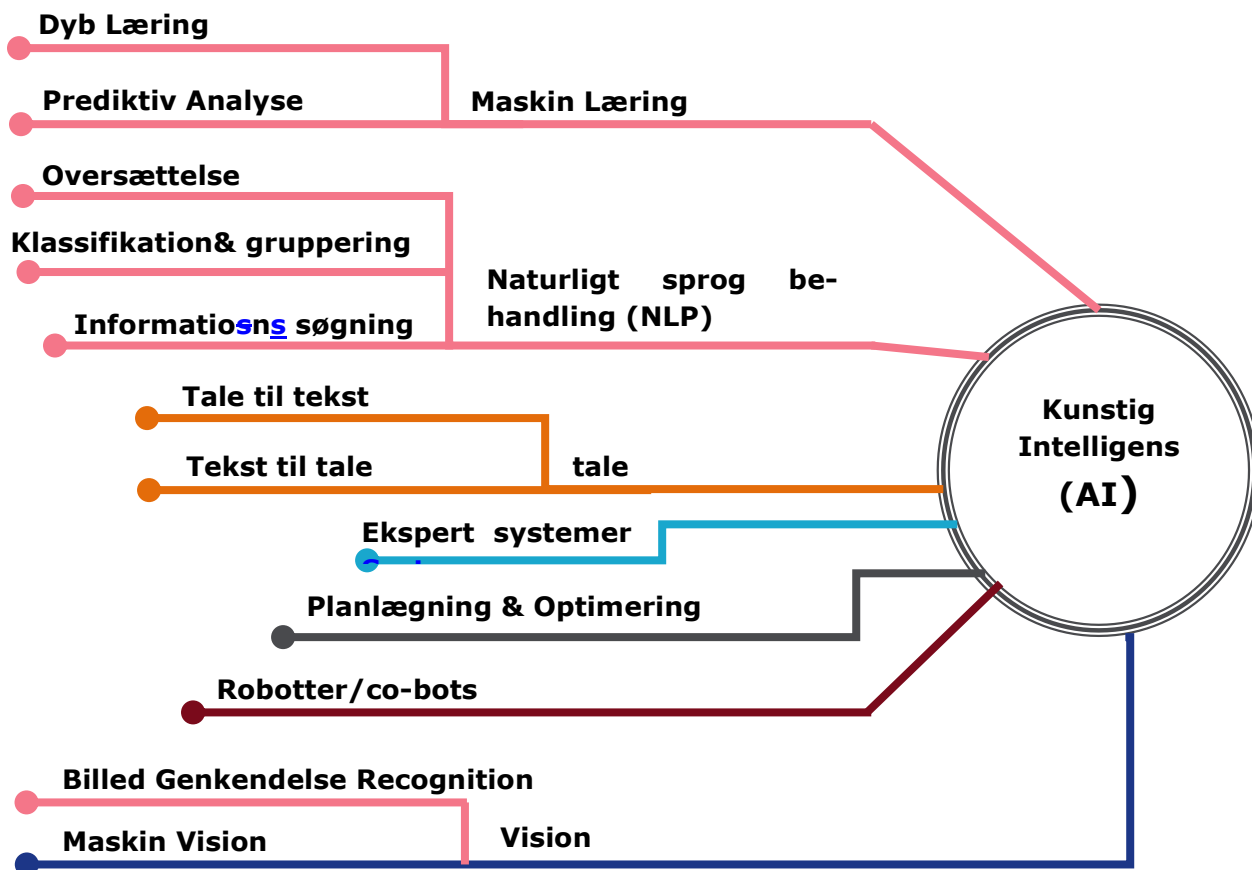 Dyb Læring
Prediktiv Analyse
Maskin Læring
Oversættelse
Klassifikation& gruppering
Naturligt sprog be-
handling (NLP)
Informatiosns søgning
Tale til tekst
Tekst til tale
tale
Kunstig
Intelligens
(AI)
Ekspert systemer
Planlægning & Optimering
Robotter/co-bots
Billed Genkendelse Recognition
Maskin Vision
Vision